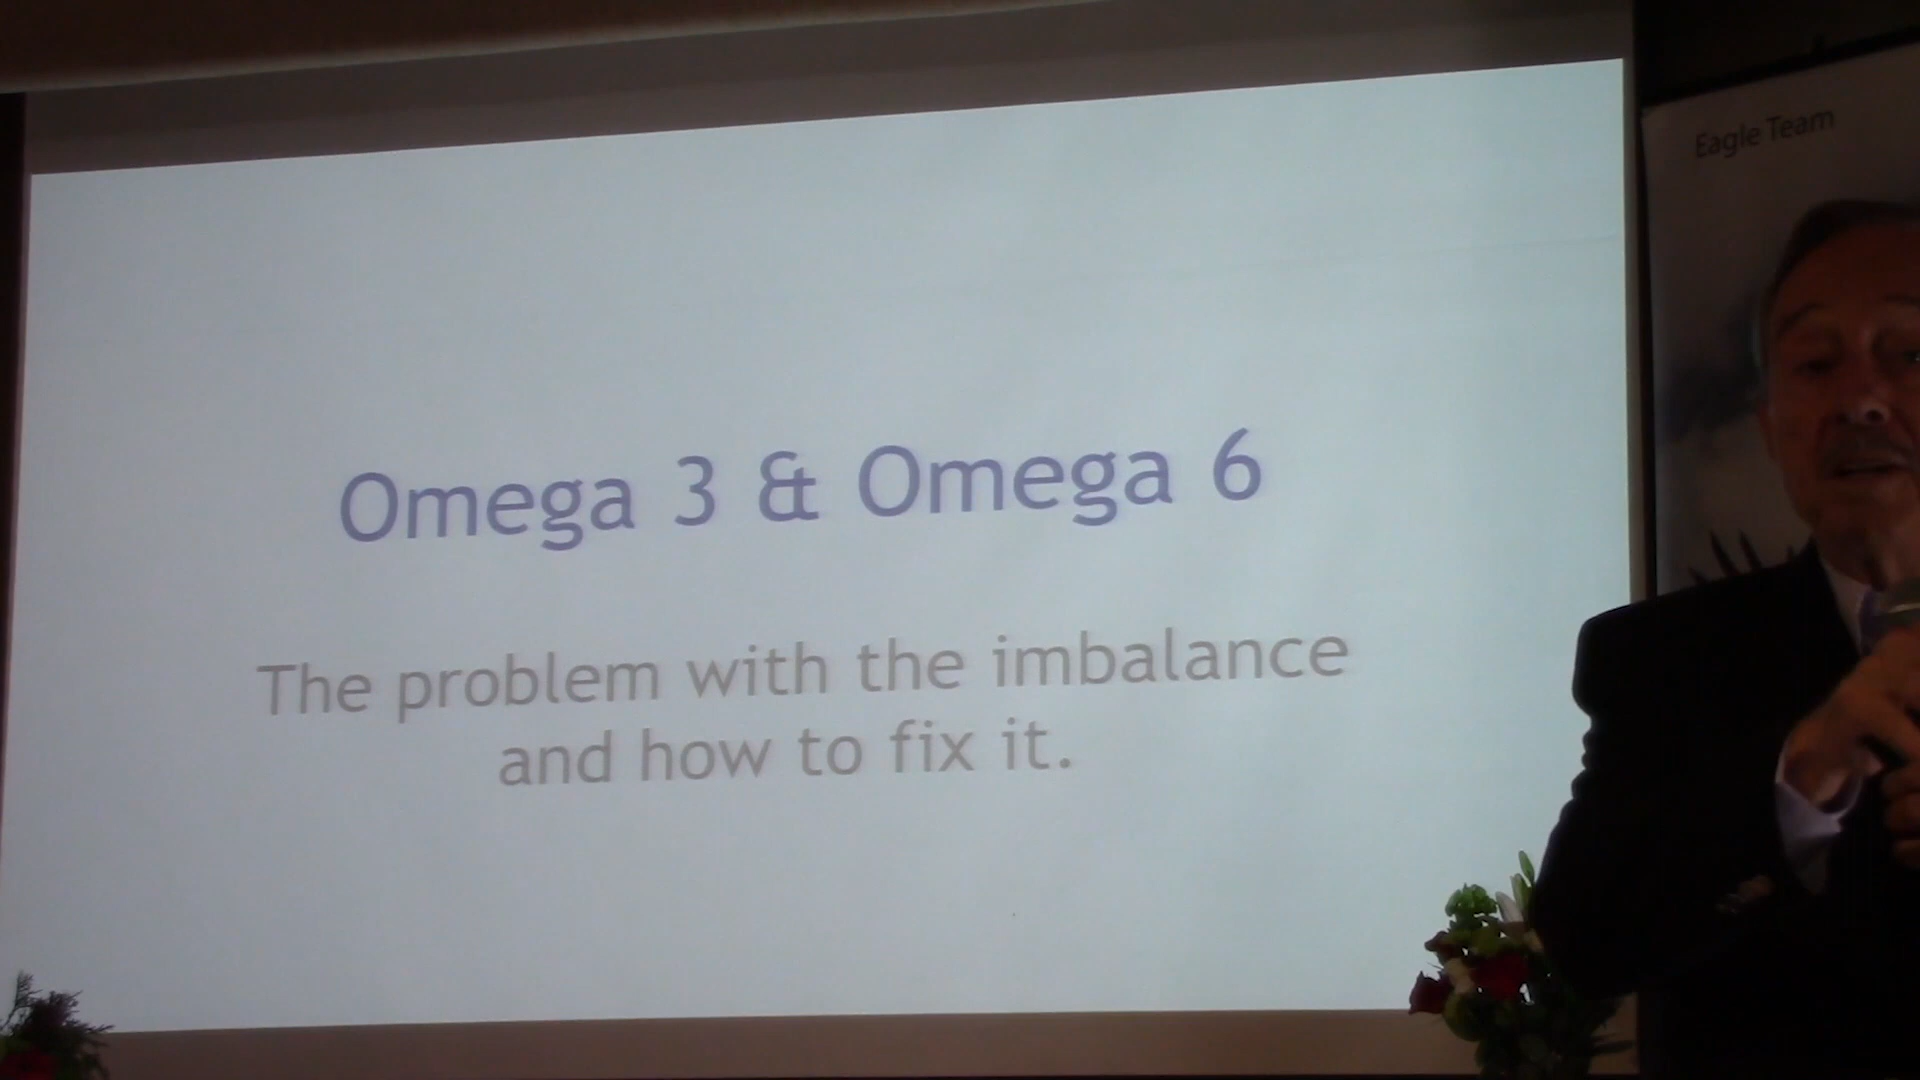 Eagle Team
Omega 3 & Omega 6
The problem with the imbalance
and how to fix it.